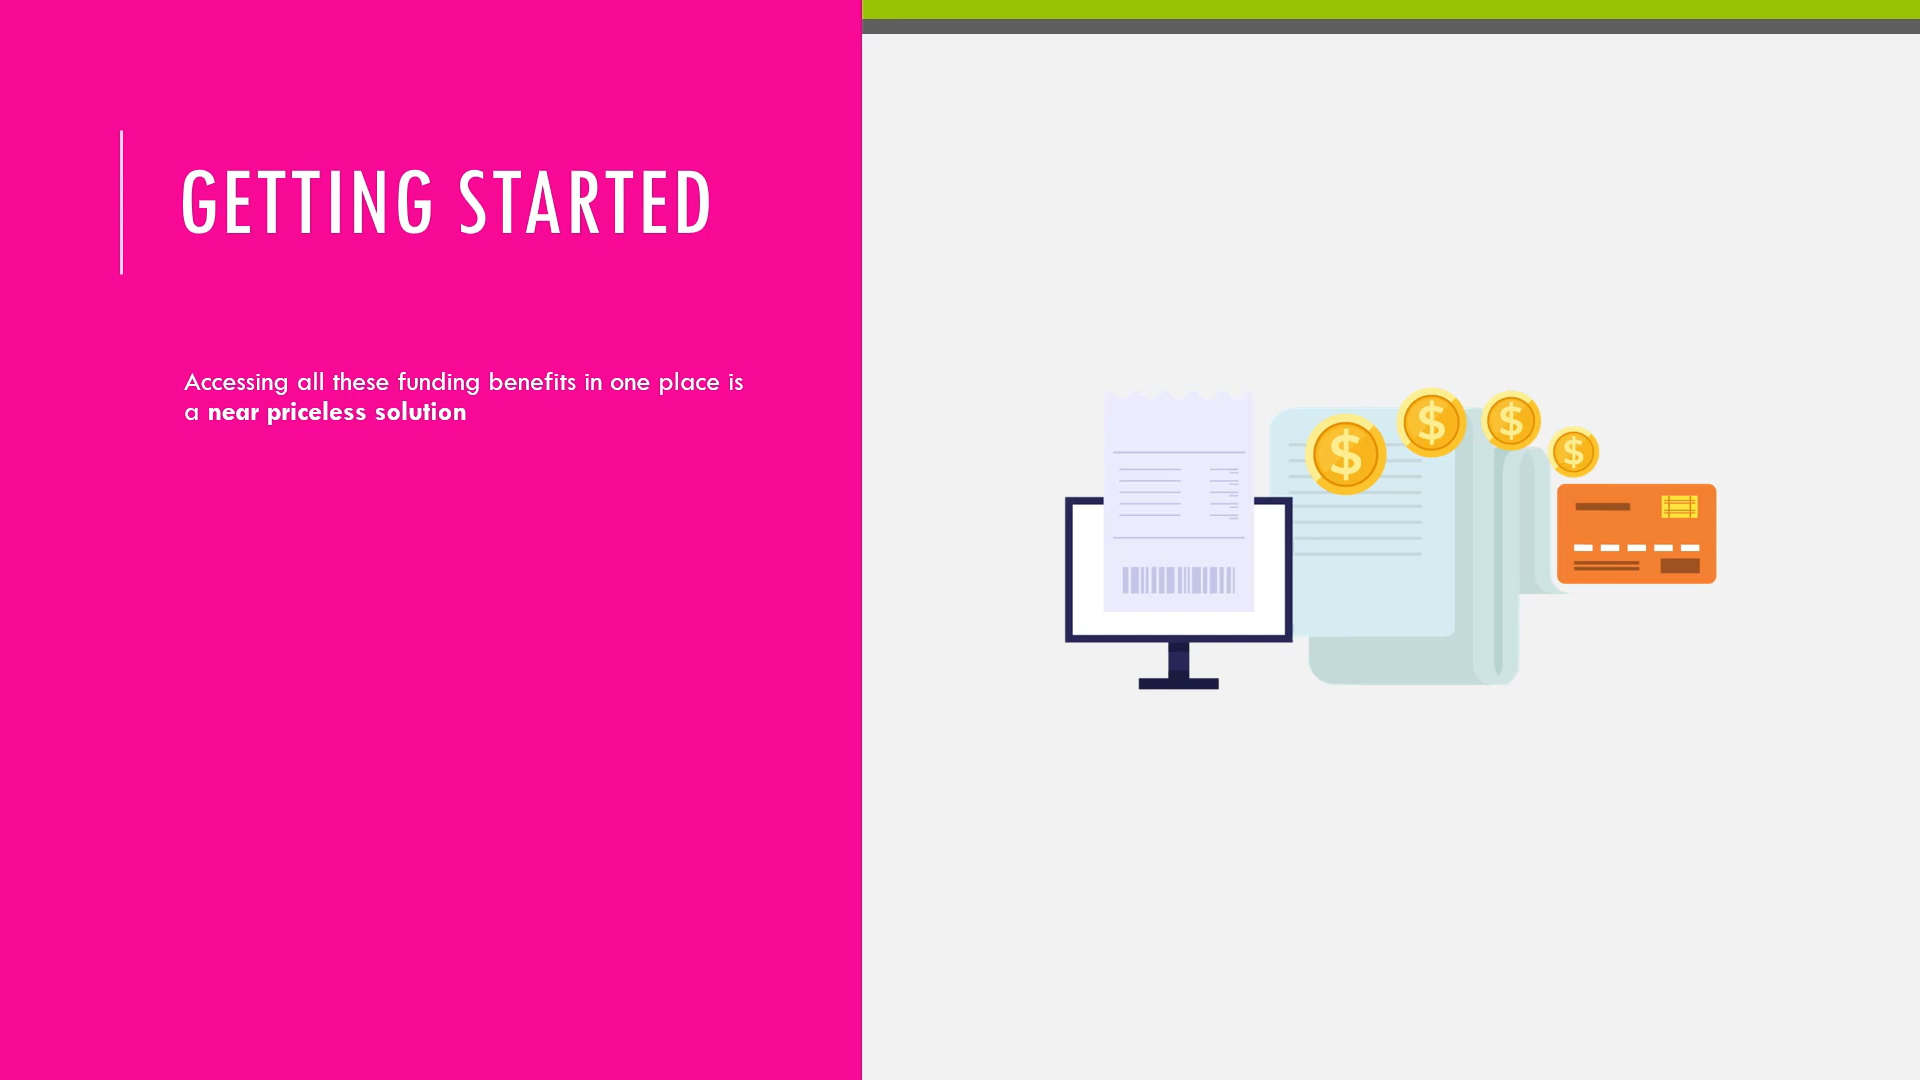 GETTING STARTED
Accessing all these funding benefits in one place is
a near priceless solution
$ $ $ $